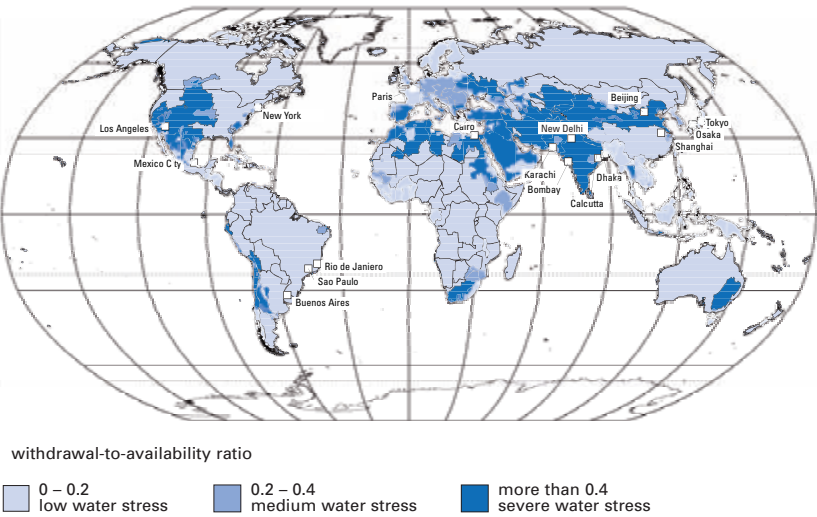 Paris
Beijing
New York
Los Angeles
Cairo
New Delhi
Tokyo
Osaka
Shanghai
Mexico C ty
Karachi
Dhaka
Bombay
Calcutta
Rio de Janiero
Sao Paulo
Buenos Aires
withdrawal-to-availability ratio
0 – 0.2
low water stress
0.2 – 0.4
medium water stress
more than 0.4
severe water stress